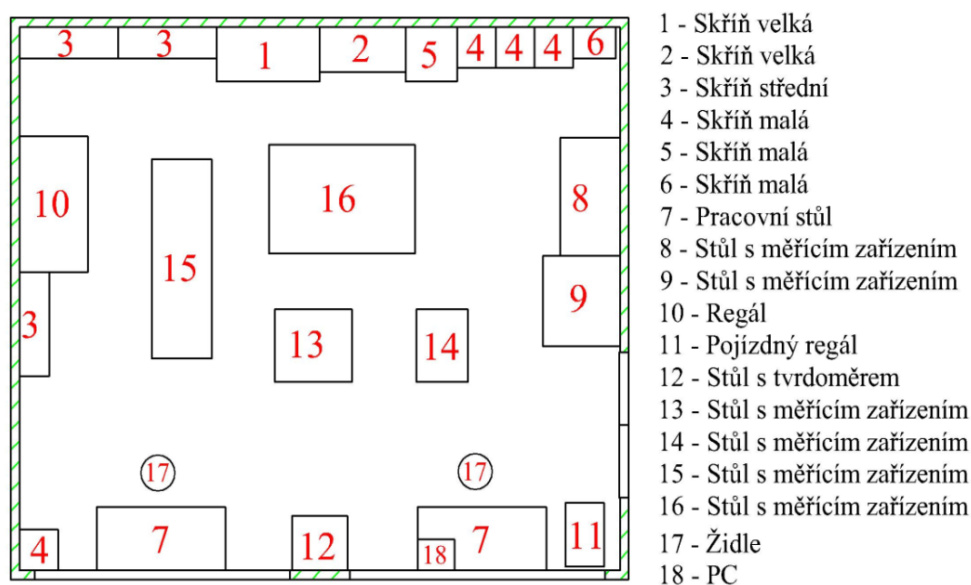 3 3 1 2 5 4 4 4 6
10 15 16 8
3 13 14 9
17 17
4 7 12 18 7 11
1 - Skříň velká
2 - Skříň velká
3 - Skříň střední
4 - Skříň malá
5 - Skříň malá
6 - Skříň malá
7 - Pracovní stůl
8 - Stůl s měřícím zařízením
9 - Stůl s měřícím zařízením
10 - Regál
11 - Pojízdný regál
12 - Stůl s tvrdoměrem
13 - Stůl s měřícím zařízením
14 - Stůl s měřícím zařízením
15 - Stůl s měřícím zařízením
16 - Stůl s měřícím zařízením
17 - Židle
18 - PC